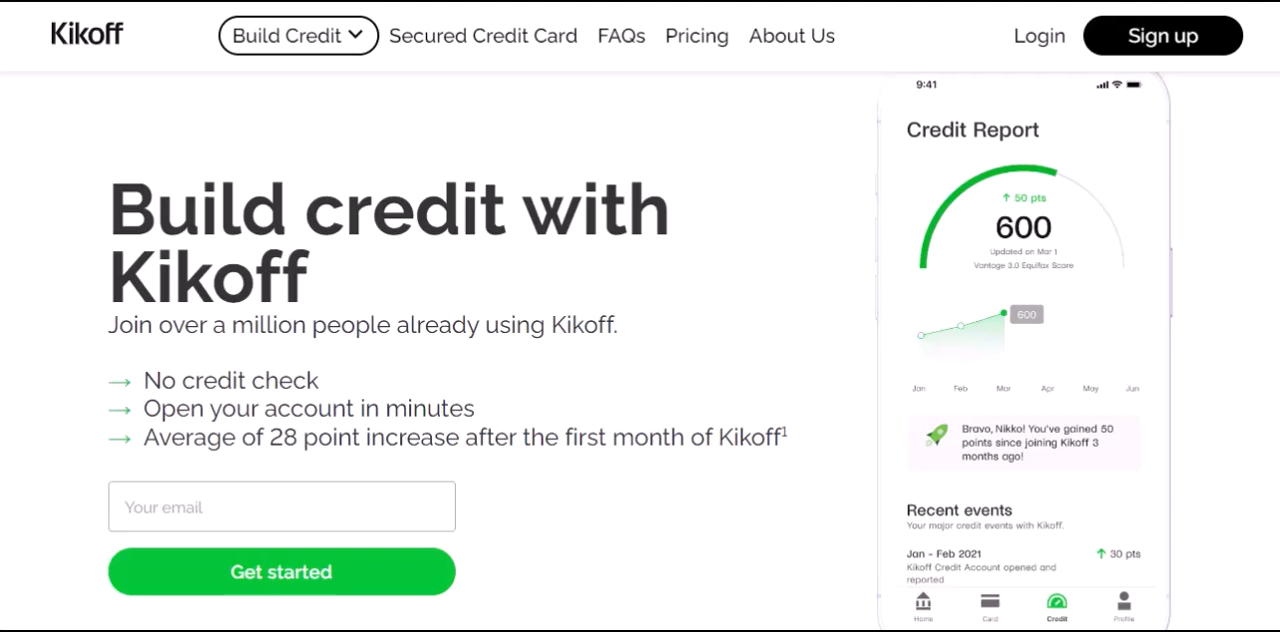 Kikoff
Build Credit
Secured Credit Card
FAQs
Pricing
About Us
Login
Sign up
Build credit with
Kikoff
Join over a million people already using Kikoff.
→ No credit check
→ Open your account in minutes
→ Average of 28 point increase after the first month of Kikoff¹
Your email
Get started
9:41
Credit Report
↑ 50 pts
600
Updated on Mar 1
Vantage 3.0 Equifax Score
600
Jan Feb Mar Apr May Jun
Bravo, Nikko! You've gained 50
points since joining Kikoff 3
months ago!
Recent events
Your major credit events with Kikoff.
Jan - Feb 2021 ↑ 30 pts
Kikoff Credit Account opened and
reported
Home Card Credit Profile